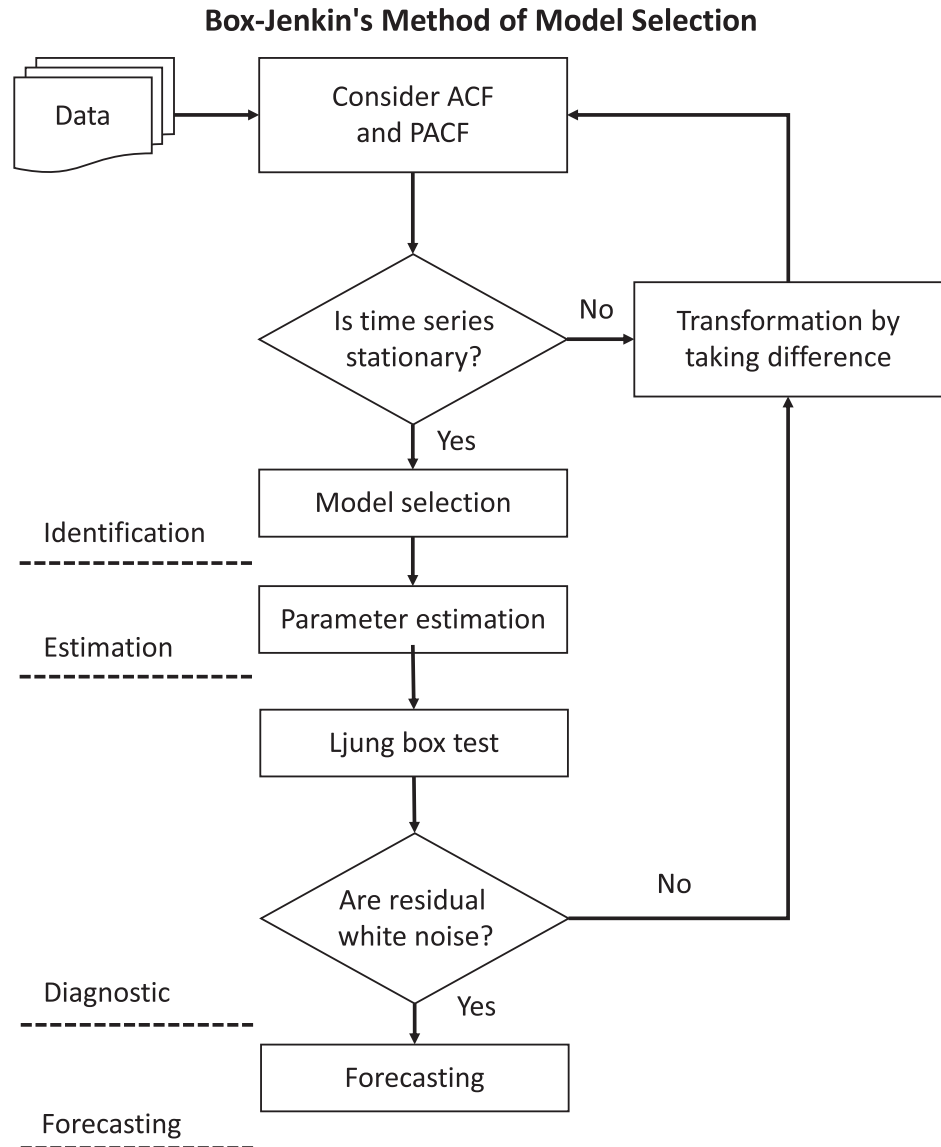 Box-Jenkin's Method of Model Selection
Data
Consider ACF
and PACF
Is time series
stationary?
No
Transformation by
taking difference
Yes
Model selection
Identification
Parameter estimation
Estimation
Ljung box test
Are residual
white noise?
No
Diagnostic
Yes
Forecasting
Forecasting